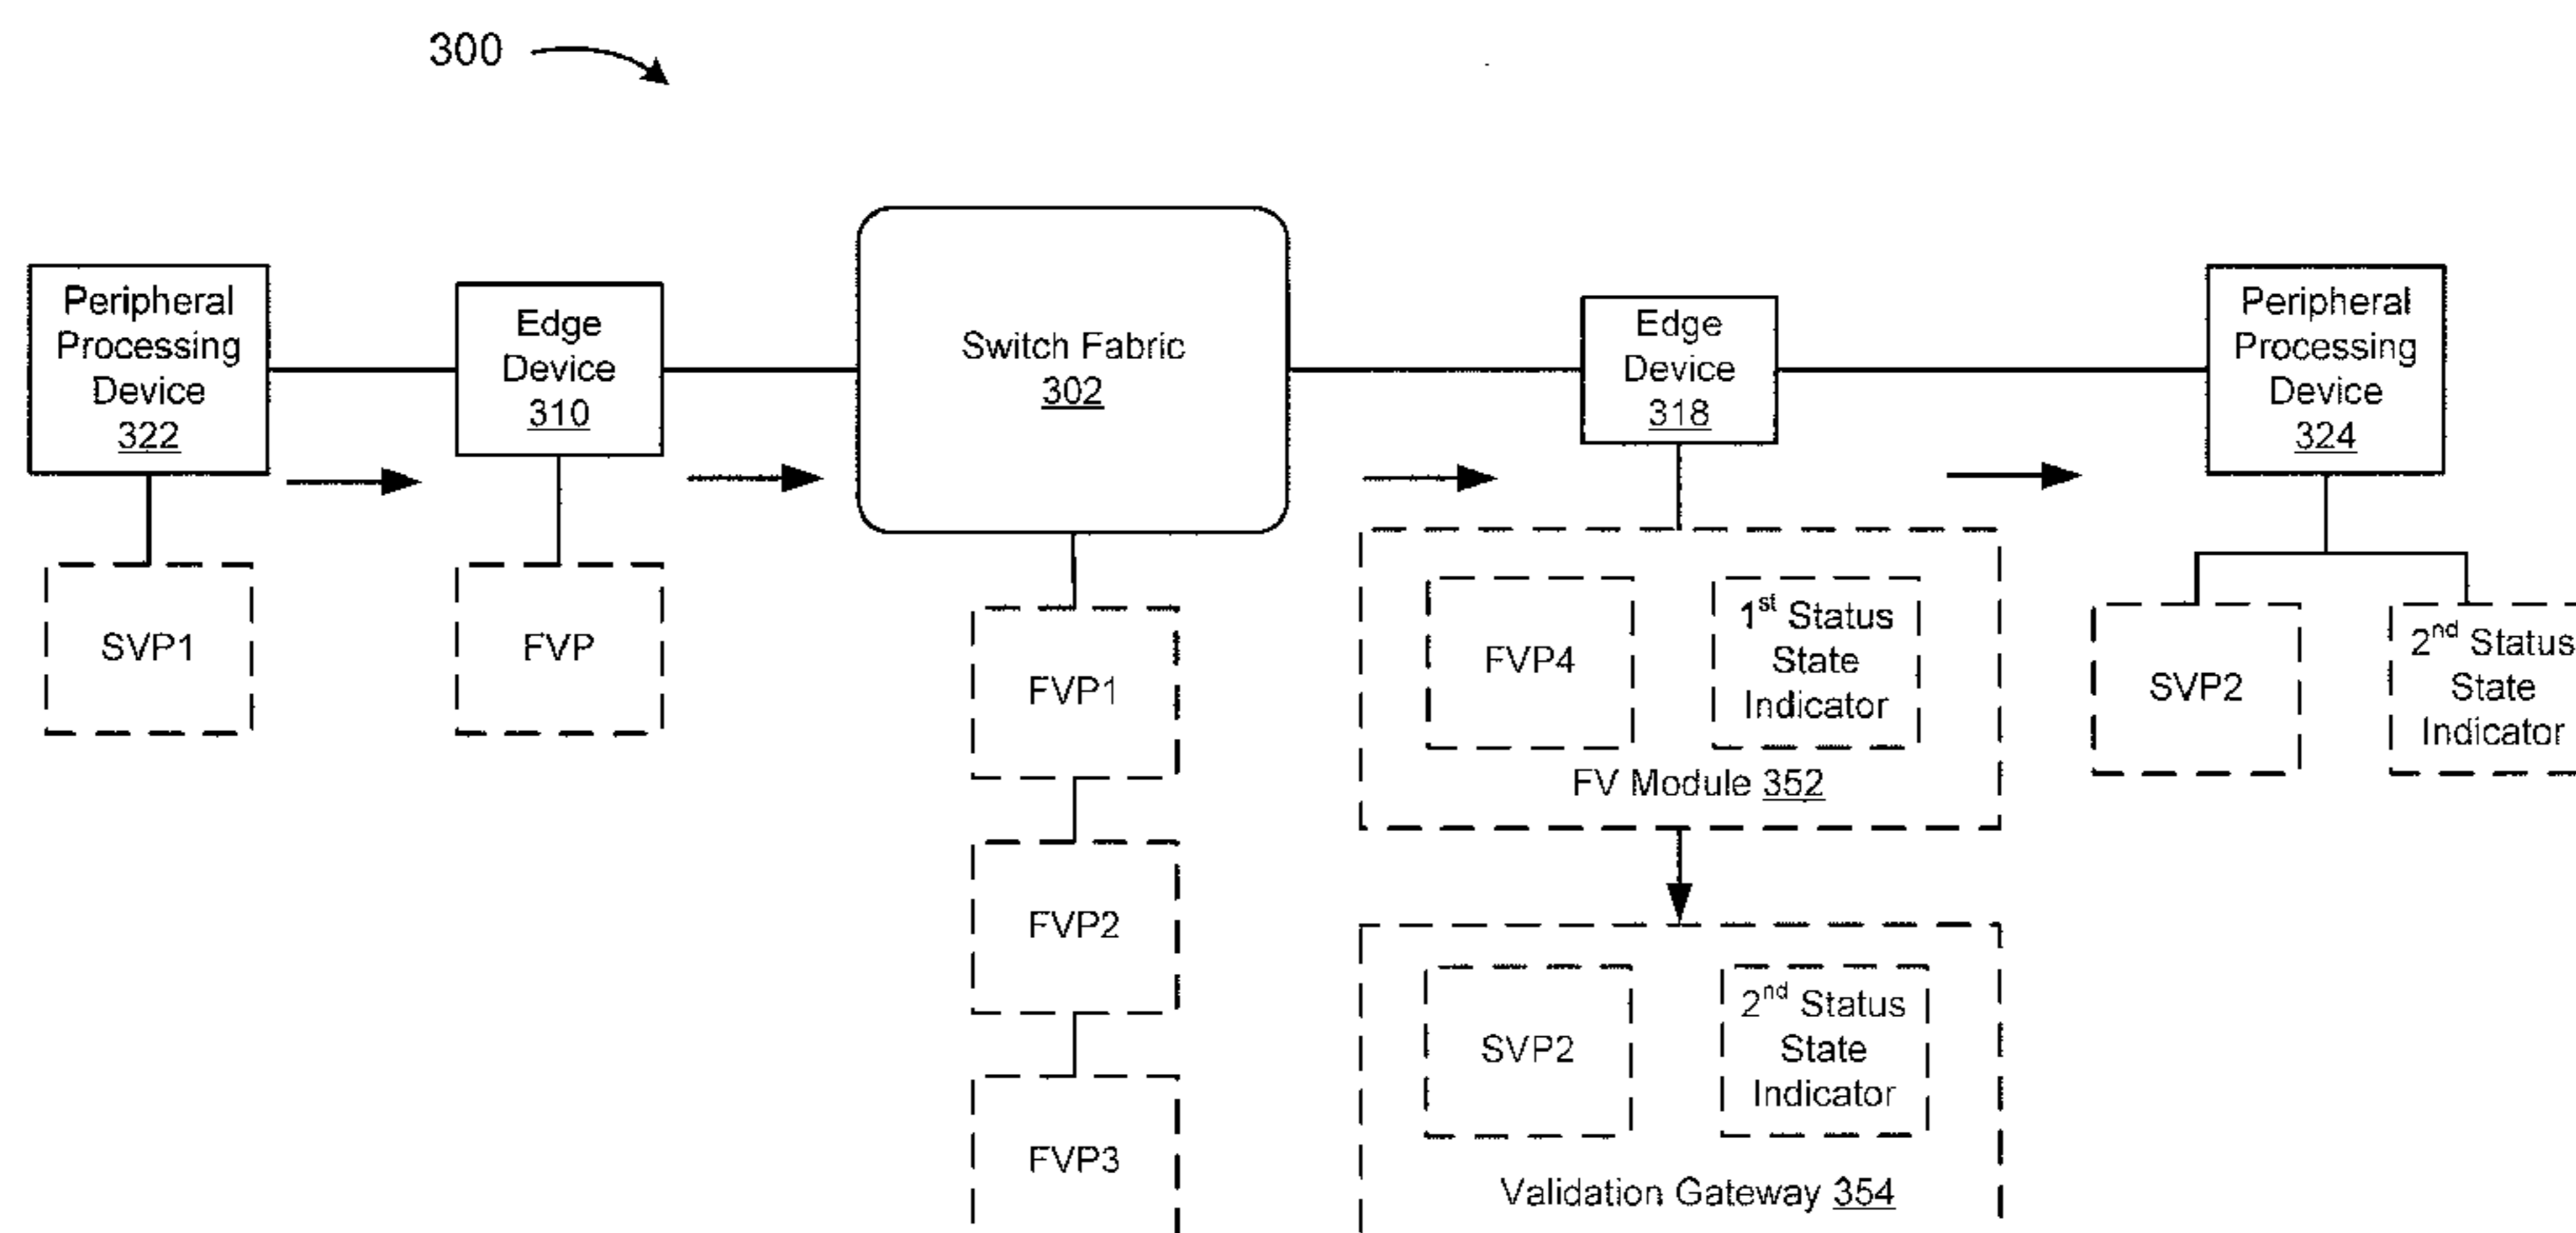 300
Peripheral
Processing
Device
322
Edge
Device
310
Switch Fabric
302
Edge
Device
318
Peripheral
Processing
Device
324
SVP1
FVP
FVP1
FVP2
FVP3
FVP4
1st Status
State
Indicator
FV Module 352
SVP2
2nd Status
State
Indicator
Validation Gateway 354
SVP2
2nd Status
State
Indicator